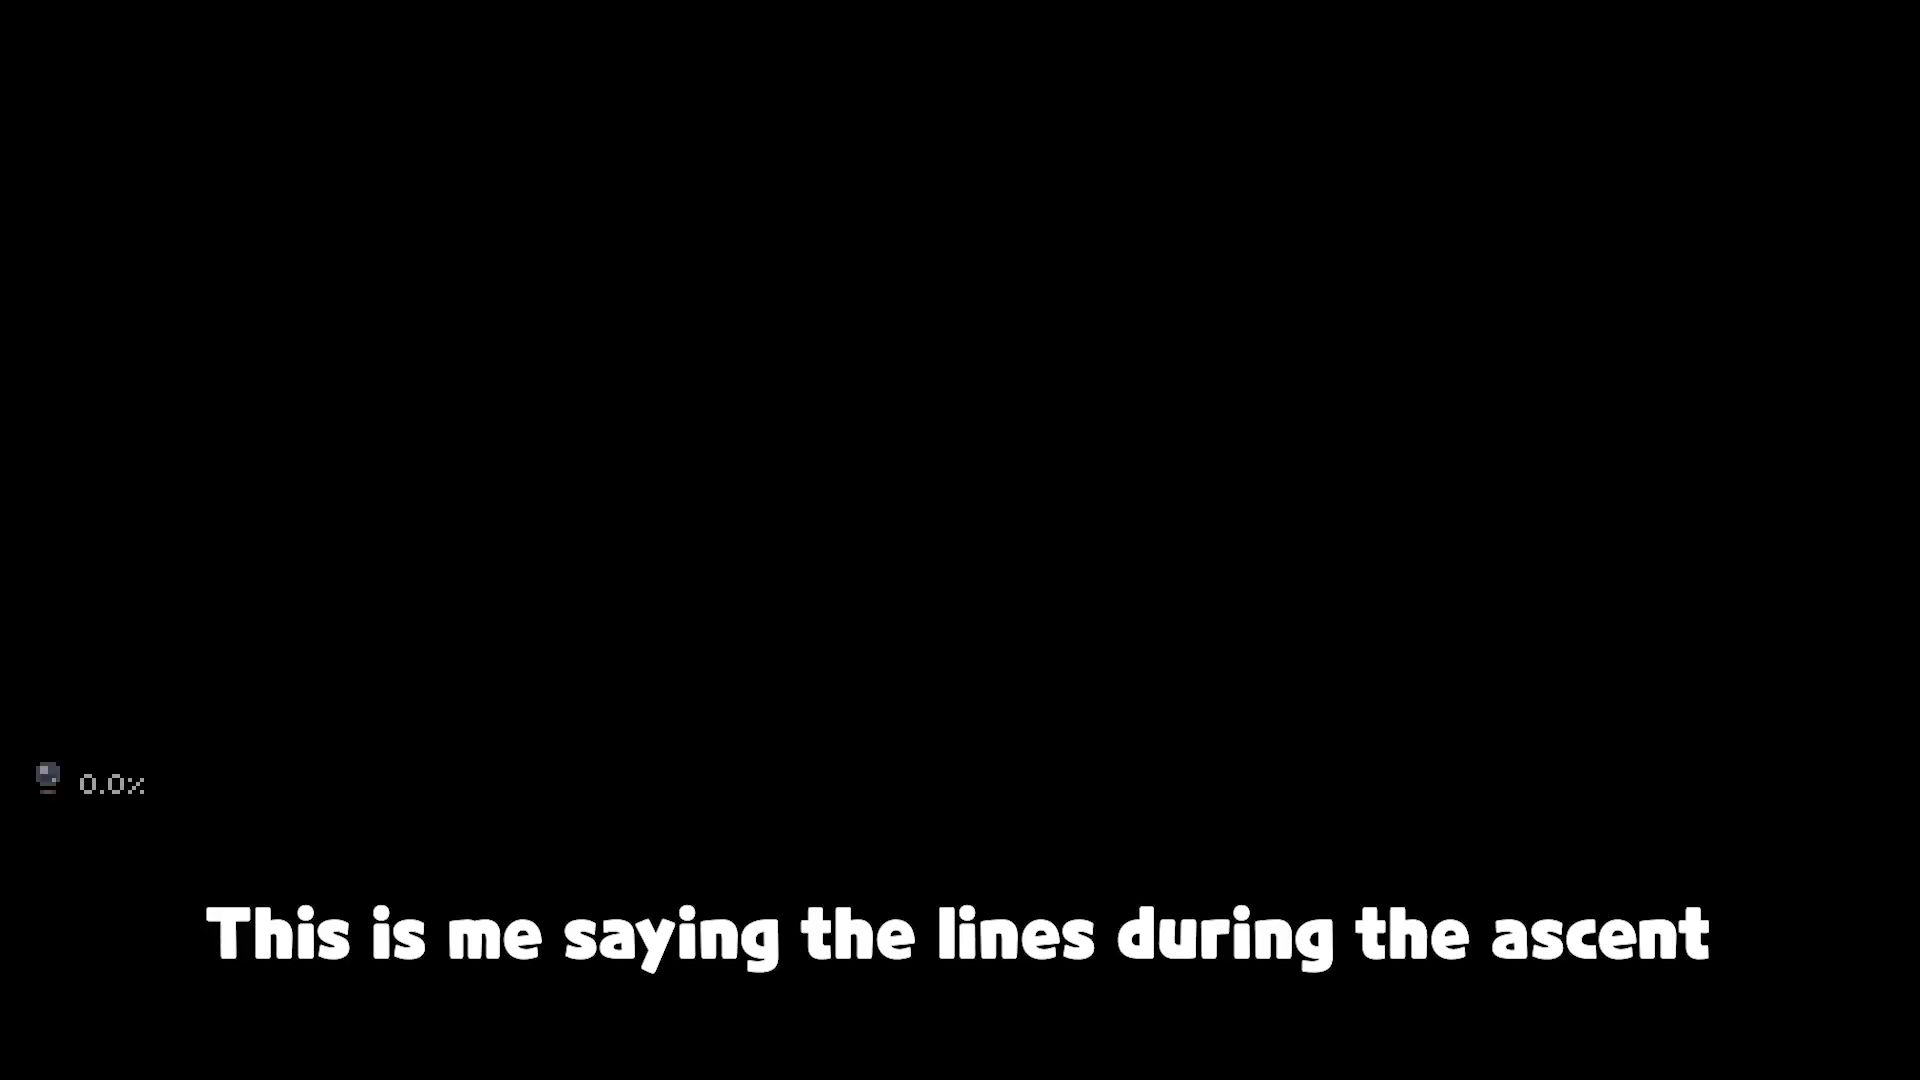 0.0%
This is me saying the lines during the ascent